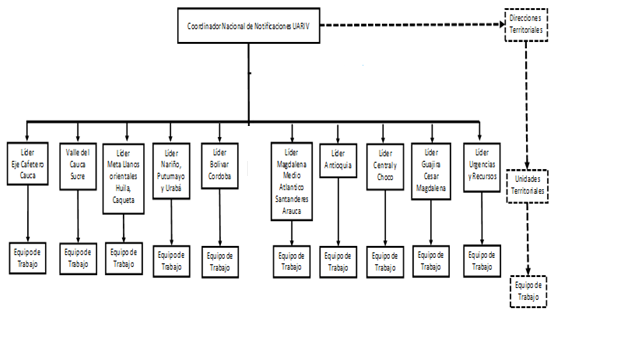 Coordinador Nacional de Notificaciones UARIV
Direcciones
Territoriales
Líder
Eje Cafetero
Cauca
Valle del
Cauca
Sucre
Líder
Meta Llanos
orientales
Huila,
Caqueta
Líder
Nariño,
Putumayo
y Urabá
Líder
Bolívar
Cordoba
Líder
Magdalena
Medio
Atlantico
Santanderes
Arauca
Líder
Antioquia
Líder
Central y
Choco
Líder
Guajira
Cesar
Magdalena
Líder
Urgencias
y Recursos
Unidades
Territoriales
Equipo de
Trabajo
Equipo de
Trabajo
Equipo de
Trabajo
Equipo de
Trabajo
Equipo de
Trabajo
Equipo de
Trabajo
Equipo de
Trabajo
Equipo de
Trabajo
Equipo de
Trabajo
Equipo de
Trabajo
Equipo de
Trabajo